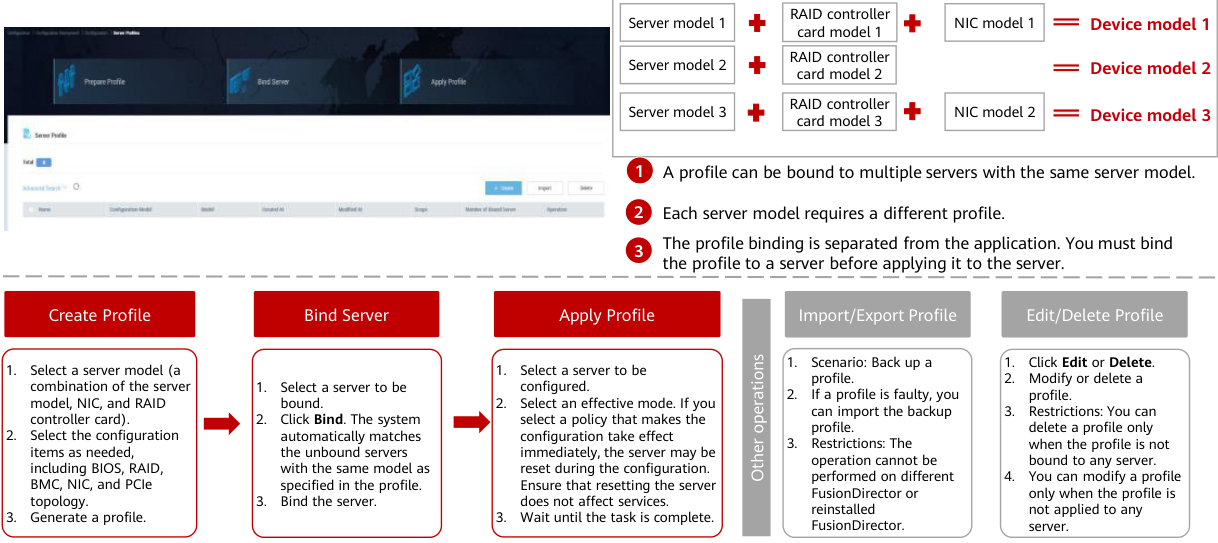 Configuration / Configuration Management / Configuration / Server Profiles
Prepare Profile
Bind Server
Apply Profile
Server Profile
Total
Advanced Search
+ Create
Import
Delete
Name
Configuration Model
Model
Created At
Modified At
Scope
Number of Bound Server
Operation
Server model 1
RAID controller
card model 1
NIC model 1
Device model 1
Server model 2
RAID controller
card model 2
Device model 2
Server model 3
RAID controller
card model 3
NIC model 2
Device model 3
1 A profile can be bound to multiple servers with the same server model.
2 Each server model requires a different profile.
3 The profile binding is separated from the application. You must bind
the profile to a server before applying it to the server.
Create Profile
1. Select a server model (a
combination of the server
model, NIC, and RAID
controller card).
2. Select the configuration
items as needed,
including BIOS, RAID,
BMC, NIC, and PCIe
topology.
3. Generate a profile.
Bind Server
1. Select a server to be
bound.
2. Click Bind. The system
automatically matches
the unbound servers
with the same model as
specified in the profile.
3. Bind the server.
Apply Profile
1. Select a server to be
configured.
2. Select an effective mode. If you
select a policy that makes the
configuration take effect
immediately, the server may be
reset during the configuration.
Ensure that resetting the server
does not affect services.
3. Wait until the task is complete.
Other operations
Import/Export Profile
1. Scenario: Back up a
profile.
2. If a profile is faulty, you
can import the backup
profile.
3. Restrictions: The
operation cannot be
performed on different
FusionDirector or
reinstalled
FusionDirector.
Edit/Delete Profile
1. Click Edit or Delete.
2. Modify or delete a
profile.
3. Restrictions: You can
delete a profile only
when the profile is not
bound to any server.
4. You can modify a profile
only when the profile is
not applied to any
server.